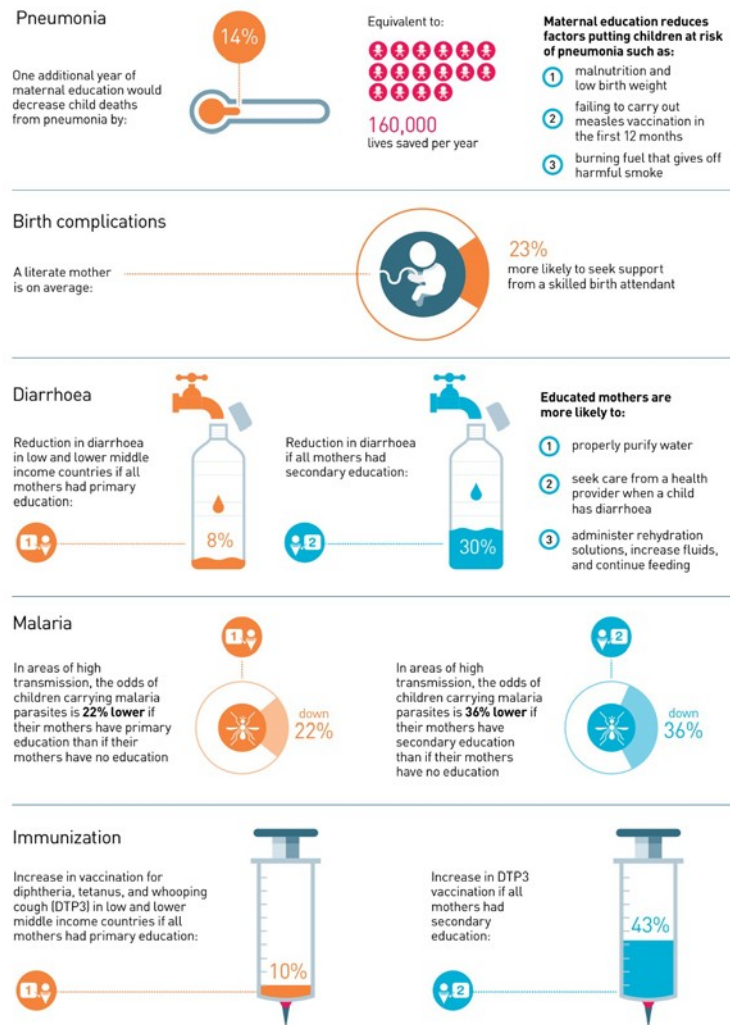 Pneumonia
14%
One additional year of
maternal education would
decrease child deaths
from pneumonia by:
Equivalent to:
160,000
lives saved per year
Maternal education reduces
factors putting children at risk
of pneumonia such as:
1 malnutrition and
low birth weight
2 failing to carry out
measles vaccination in
the first 12 months
3 burning fuel that gives off
harmful smoke
Birth complications
A literate mother
is on average:
23%
more likely to seek support
from a skilled birth attendant
Diarrhoea
Reduction in diarrhoea
in low and lower middle
income countries if all
mothers had primary
education:
1
8%
Reduction in diarrhoea
if all mothers had
secondary education:
2
30%
Educated mothers are
more likely to:
1 properly purify water
2 seek care from a health
provider when a child
has diarrhoea
3 administer rehydration
solutions, increase fluids,
and continue feeding
Malaria
1
In areas of high
transmission, the odds of
children carrying malaria
parasites is 22% lower if
their mothers have primary
education than if their
mothers have no education
down
22%
2
In areas of high
transmission, the odds of
children carrying malaria
parasites is 36% lower if
their mothers have
secondary education
than if their mothers
have no education
down
36%
Immunization
Increase in vaccination for
diphtheria, tetanus, and whooping
cough (DTP3) in low and lower
middle income countries if all
mothers had primary education:
1
10%
Increase in DTP3
vaccination if all
mothers had
secondary
education:
2
43%